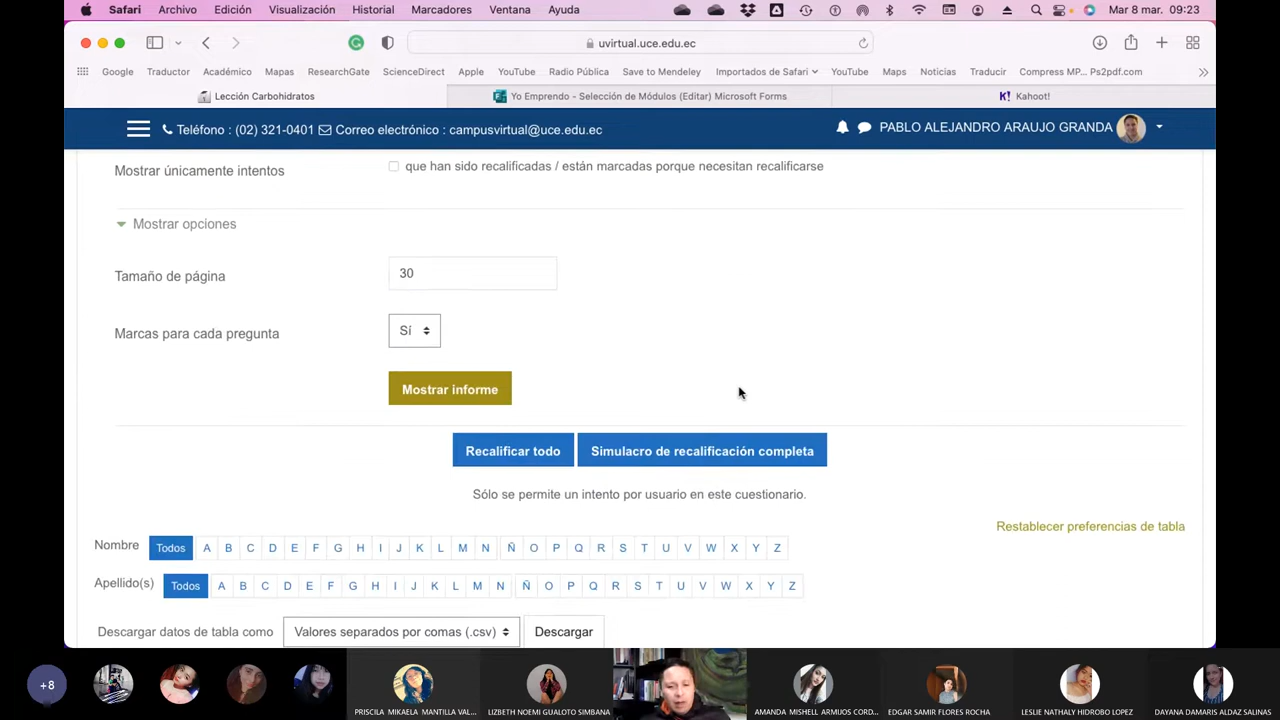 Safari Archivo Edición Visualización Historial Marcadores Ventana Ayuda Mar 8 mar. 09:23
uvirtual.uce.edu.ec
Google Traductor Académico Mapas ResearchGate ScienceDirect Apple YouTube Radio Pública Save to Mendeley Importados de Safari YouTube Maps Noticias Traducir Compress MP... Ps2pdf.com
Lección Carbohidratos Yo Emprendo - Selección de Módulos (Editar) Microsoft Forms K! Kahoot!
Teléfono : (02) 321-0401 Correo electrónico : campusvirtual@uce.edu.ec PABLO ALEJANDRO ARAUJO GRANDA
Mostrar únicamente intentos que han sido recalificadas / están marcadas porque necesitan recalificarse
Mostrar opciones
Tamaño de página 30
Marcas para cada pregunta Sí
Mostrar informe
Recalificar todo Simulacro de recalificación completa
Sólo se permite un intento por usuario en este cuestionario.
Restablecer preferencias de tabla
Nombre Todos A B C D E F G H I J K L M N Ñ O P Q R S T U V W X Y Z
Apellido(s) Todos A B C D E F G H I J K L M N Ñ O P Q R S T U V W X Y Z
Descargar datos de tabla como Valores separados por comas (.csv) Descargar
+8 PRISCILA MIKAELA MANTILLA VAL... LIZBETH NOEMI GUALOTO SIMBANA AMANDA MISHELL ARMIJOS CORD... EDGAR SAMIR FLORES ROCHA LESLIE NATHALY HIDROBO LOPEZ DAYANA DAMARIS ALDAZ SALINAS